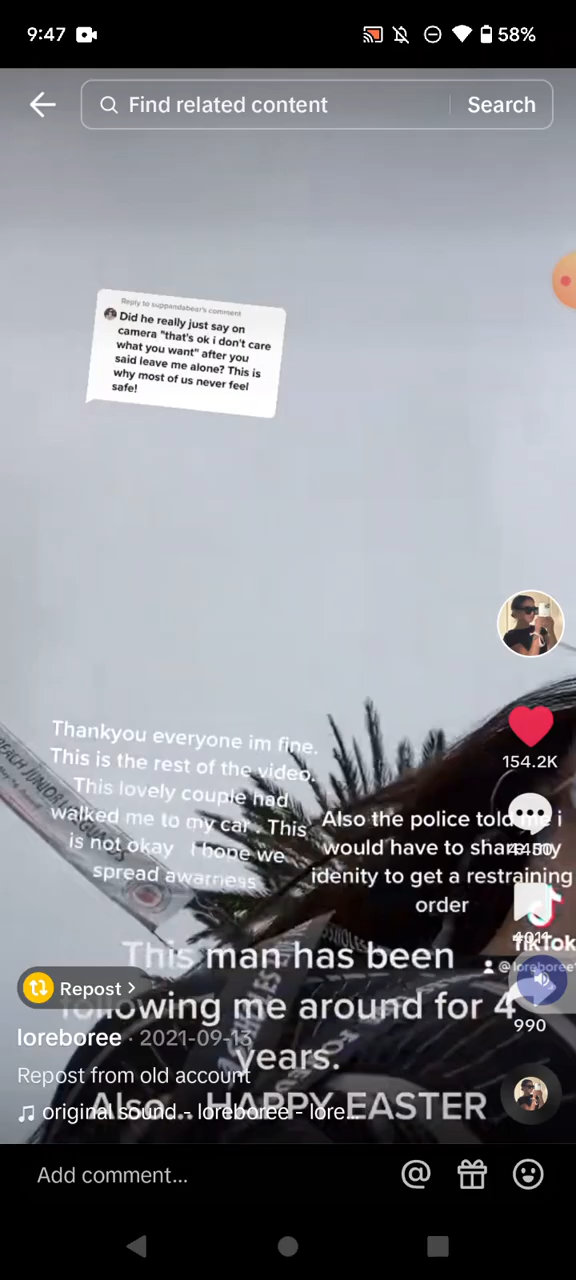 9:47
58%
Find related content
Search
Reply to suppandabear's comment
Did he really just say on
camera "that's ok i don't care
what you want" after you
said leave me alone? This is
why most of us never feel
safe!
154.2K
Thankyou everyone im fine.
This is the rest of the video.
This lovely couple had
walked me to my car . This
is not okay I hope we
spread awarness
Also the police told me i
would have to share my
idenity to get a restraining
order
4450
TikTok
@loreboree
This man has been
following me around for 4
years.
Also... HAPPY EASTER
Repost >
990
loreboree · 2021-09-13
Repost from old account
original sound - loreboree - lore...
Add comment...